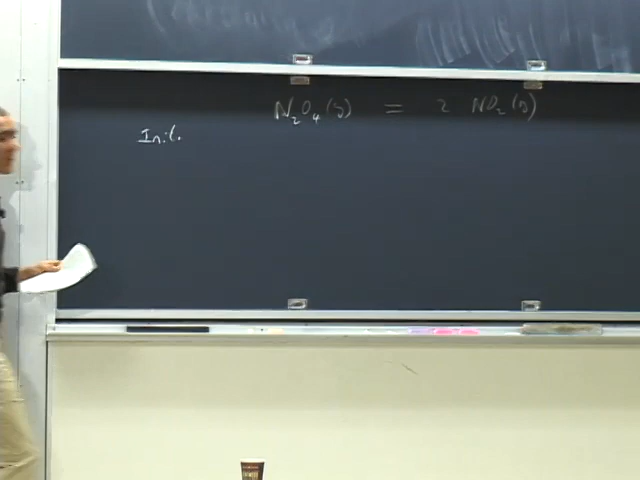 N₂O₄(g) = 2 NO₂(g)
Init.